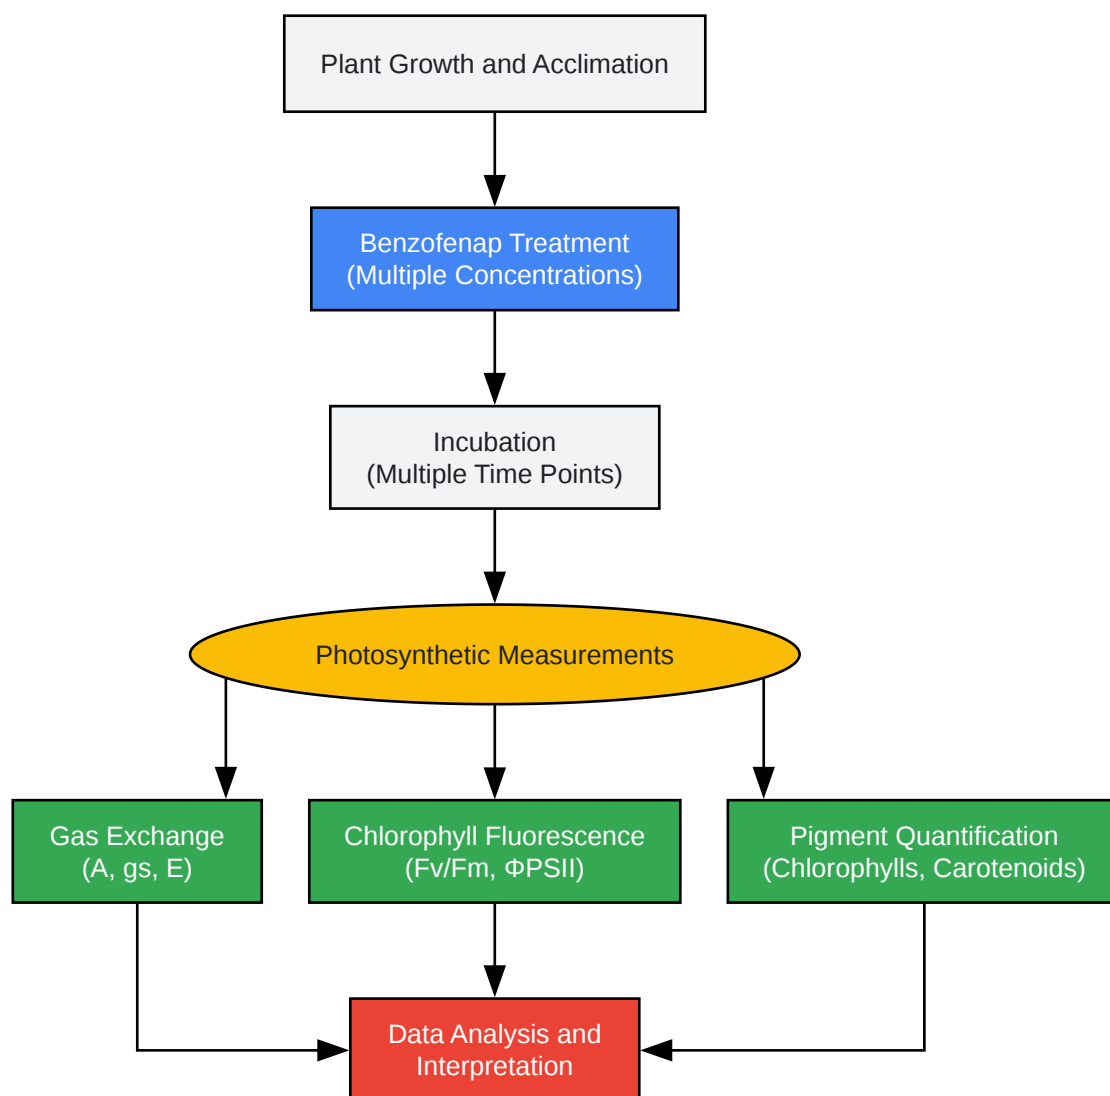 Plant Growth and Acclimation
Benzofenap Treatment
(Multiple Concentrations)
Incubation
(Multiple Time Points)
Photosynthetic Measurements
Gas Exchange
(A, gs, E)
Chlorophyll Fluorescence
(Fv/Fm, ΦPSII)
Pigment Quantification
(Chlorophylls, Carotenoids)
Data Analysis and
Interpretation